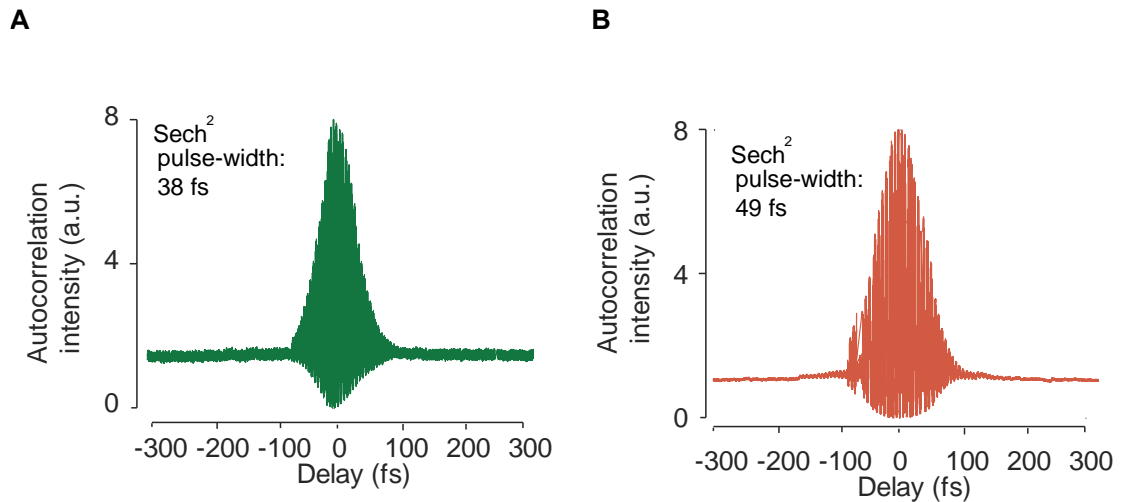 A
Autocorrelation
intensity (a.u.)
8
4
0
Sech²
pulse-width:
38 fs
-300 -200 -100 0 100 200 300
Delay (fs)
B
Autocorrelation
intensity (a.u.)
8
4
0
Sech²
pulse-width:
49 fs
-300 -200 -100 0 100 200 300
Delay (fs)